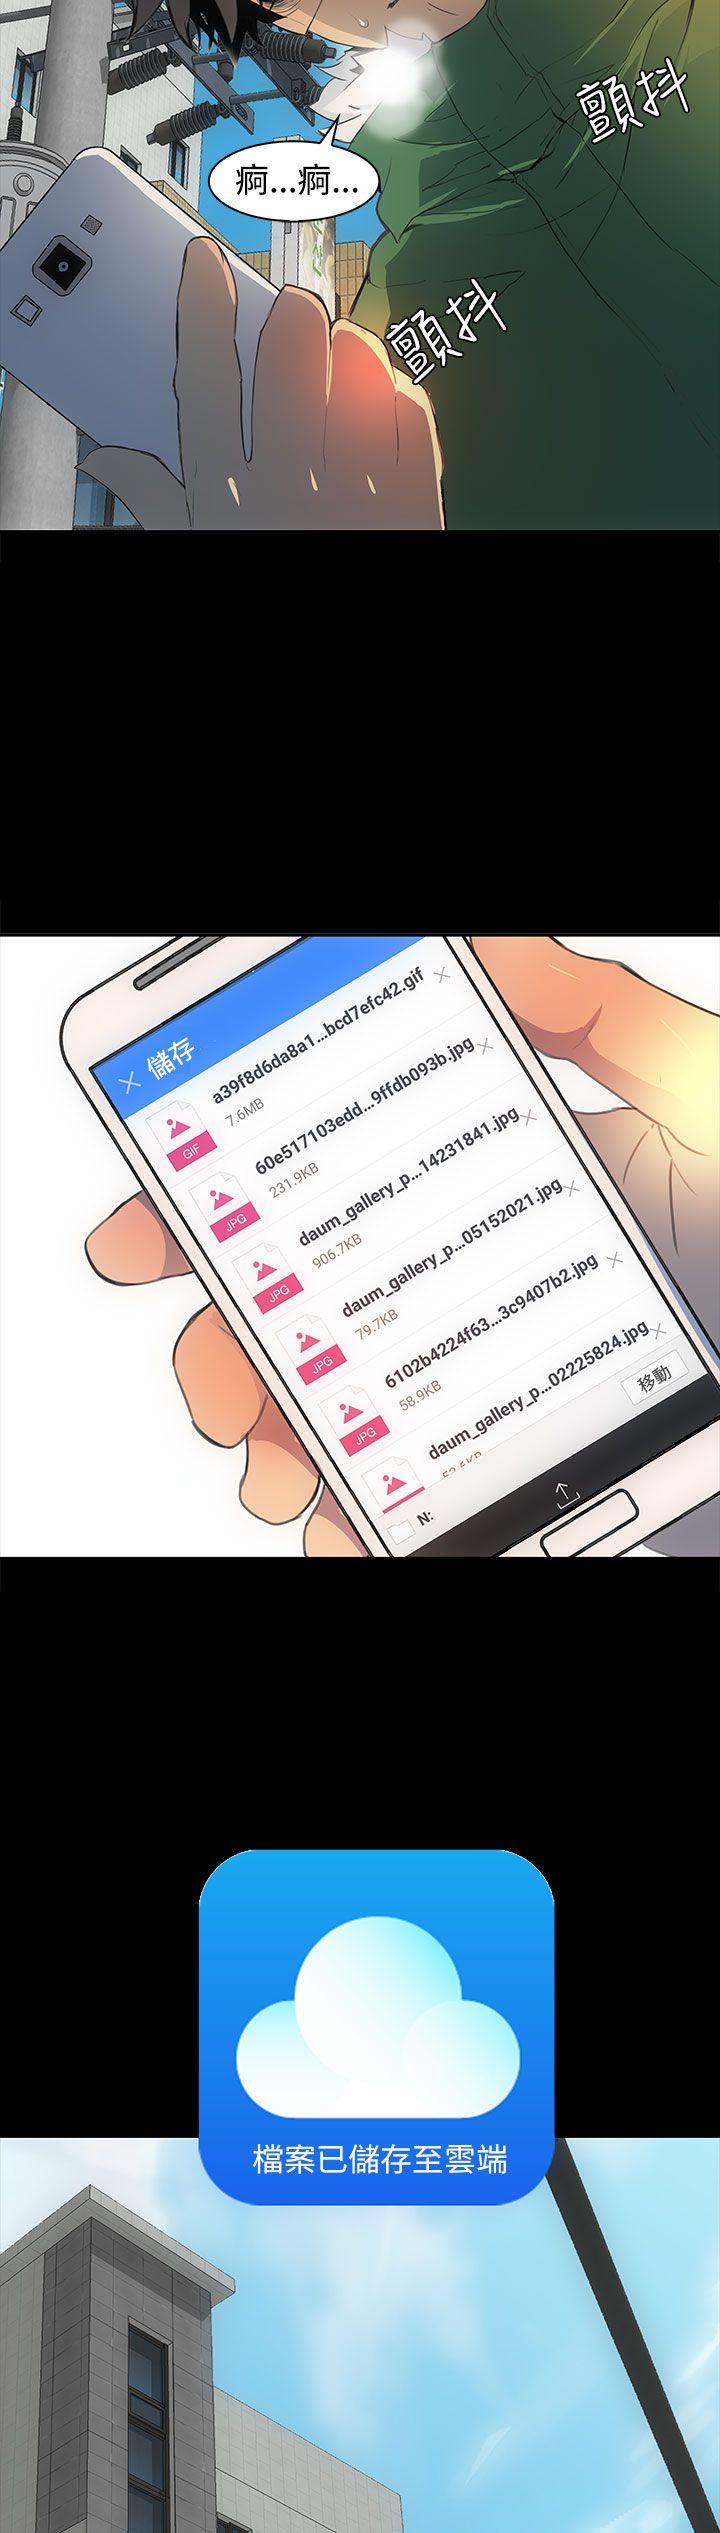 顫抖
痾...痾...
顫抖
儲存
a39f8d6da8a1...bcd7efc42.gif
7.6MB
GIF
60e517103edd...9ffdb093b.jpg
231.9KB
JPG
daum_gallery_p...14231841.jpg
906.7KB
JPG
daum_gallery_p...05152021.jpg
79.7KB
JPG
6102b4224f63...3c9407b2.jpg
58.9KB
JPG
daum_gallery_p...02225824.jpg
移動
N:
檔案已儲存至雲端